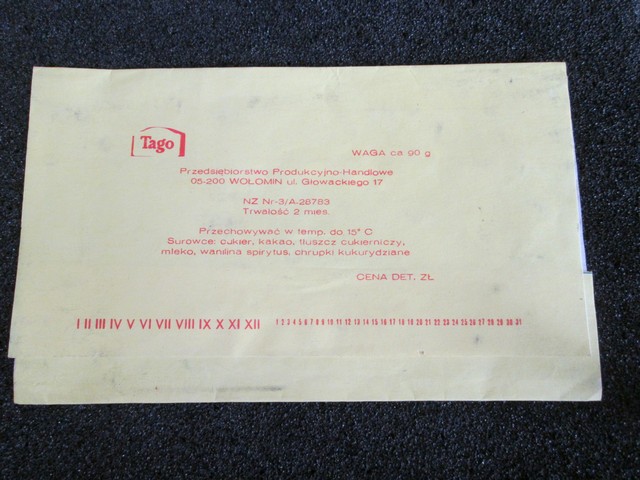 Tago
WAGA ca 90 g
Przedsiębiorstwo Produkcyjno-Handlowe
05-200 WOŁOMIN ul. Głowackiego 17
NZ Nr-3/A-28783
Trwałość 2 mies.
Przechowywać w temp. do 15° C
Surowce: cukier, kakao, tłuszcz cukierniczy,
mleko, wanilina spirytus, chrupki kukurydziane
CENA DET. ZŁ
I II III IV V VI VII VIII IX X XI XII 1 2 3 4 5 6 7 8 9 10 11 12 13 14 15 16 17 18 19 20 21 22 23 24 25 26 27 28 29 30 31